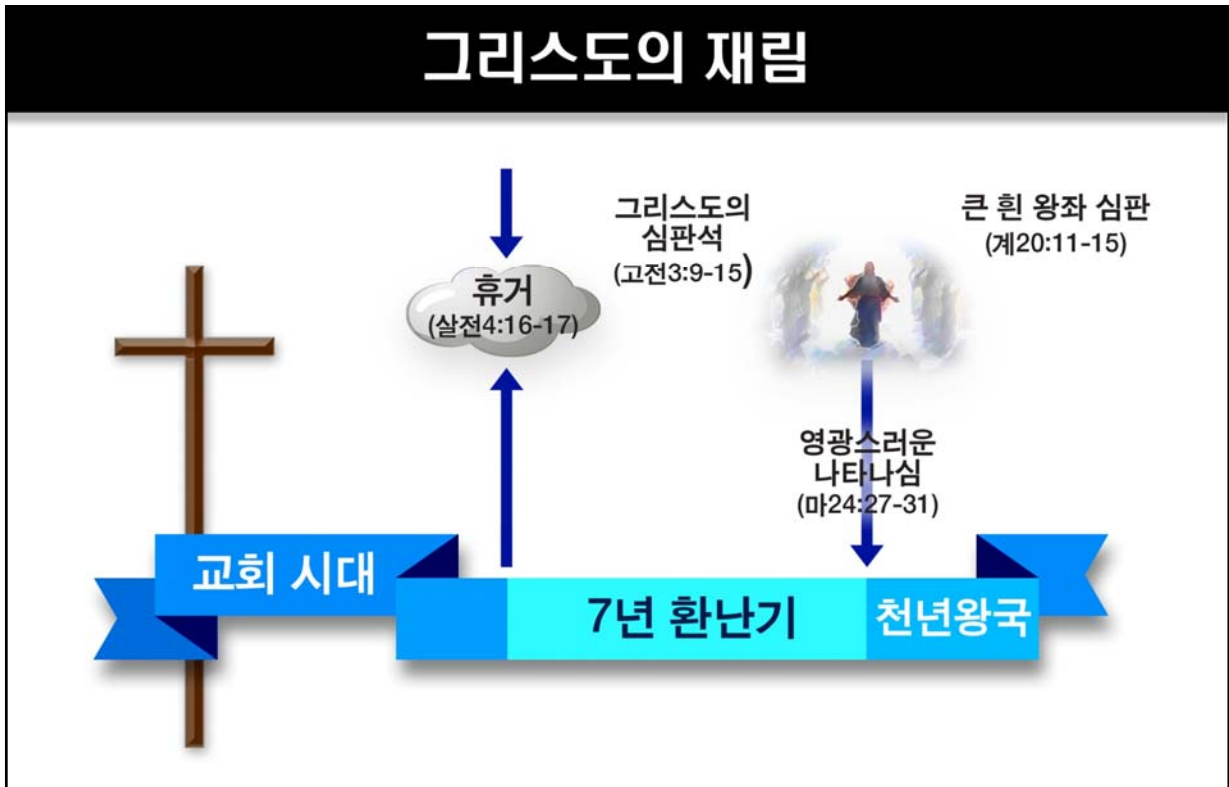 그리스도의 재림
그리스도의
심판석
(고전3:9-15)
큰 흰 왕좌 심판
(계20:11-15)
휴거
(살전4:16-17)
영광스러운
나타나심
(마24:27-31)
교회 시대
7년 환난기
천년왕국